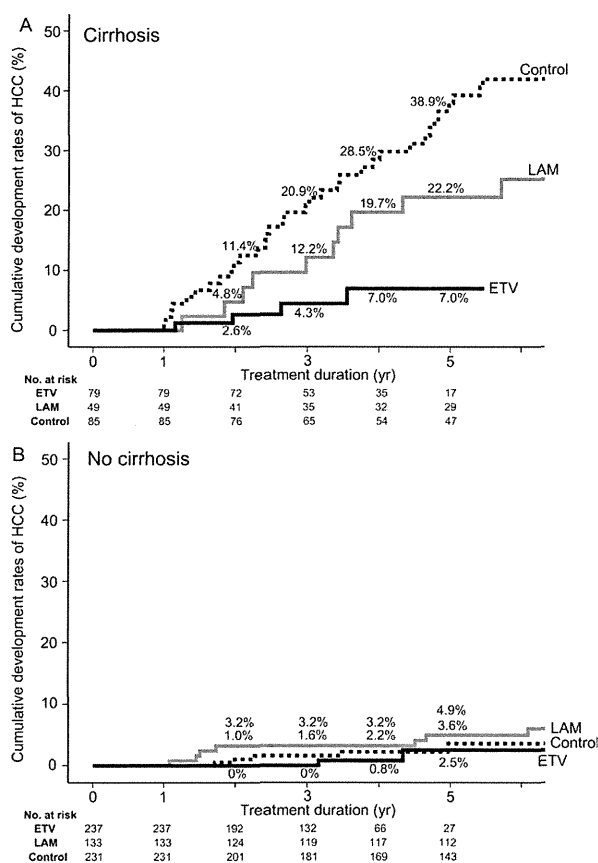 A
Cirrhosis
Cumulative development rates of HCC (%)
50
40
30
20
10
0
Control
38.9%
28.5%
LAM
20.9%
22.2%
19.7%
11.4%
12.2%
4.8%
ETV
7.0%
7.0%
4.3%
2.6%
0
1
3
5
Treatment duration (yr)
No. at risk
ETV 79 79 72 53 35 17
LAM 49 49 41 35 32 29
Control 85 85 76 65 54 47
B
No cirrhosis
Cumulative development rates of HCC (%)
50
40
30
20
10
0
4.9%
3.2% 3.2% 3.2% 3.6%
1.0% 1.6% 2.2%
LAM
Control
ETV
0% 0% 0.8% 2.5%
0
1
3
5
Treatment duration (yr)
No. at risk
ETV 237 237 192 132 66 27
LAM 133 133 124 119 117 112
Control 231 231 201 181 169 143